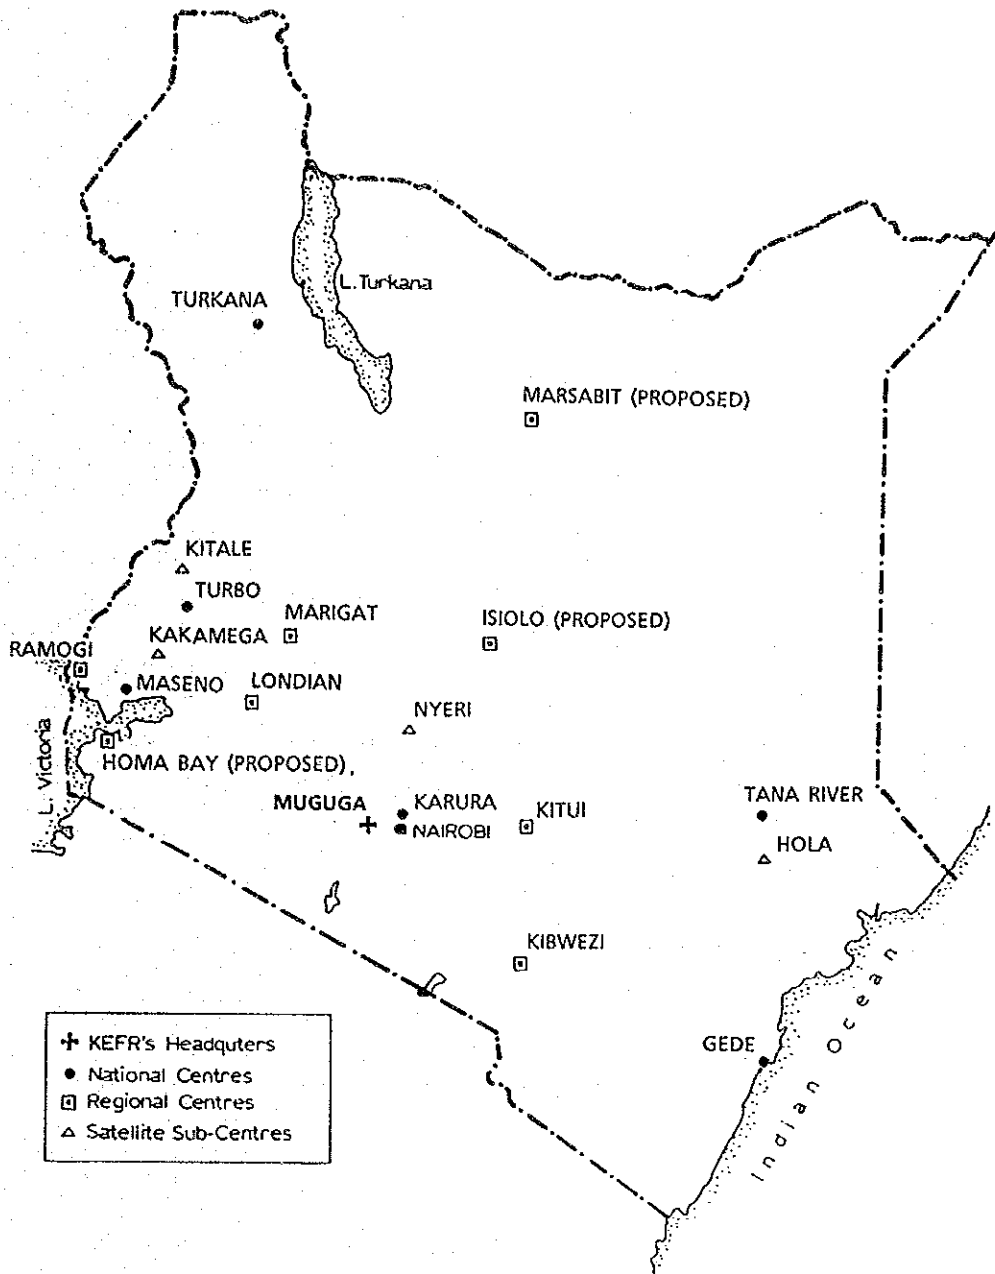 L.Turkana
TURKANA
MARSABIT (PROPOSED)
KITALE
TURBO
MARIGAT
ISIOLO (PROPOSED)
KAKAMEGA
RAMOGI
MASENO
LONDIAN
NYERI
L. Victoria
HOMA BAY (PROPOSED),
MUGUGA
KARURA
NAIROBI
KITUI
TANA RIVER
HOLA
KIBWEZI
GEDE
Indian Ocean
KEFR's Headquters
National Centres
Regional Centres
Satellite Sub-Centres